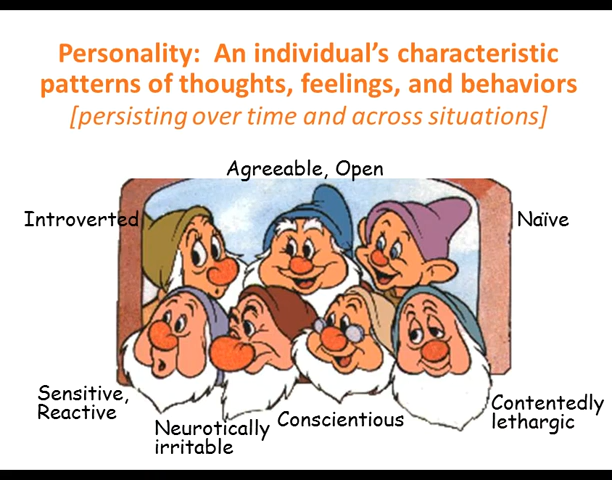 Personality:  An individual’s characteristic
patterns of thoughts, feelings, and behaviors
[persisting over time and across situations]
Agreeable, Open
Introverted
Naïve
Sensitive,
Reactive
Neurotically
irritable
Conscientious
Contentedly
lethargic